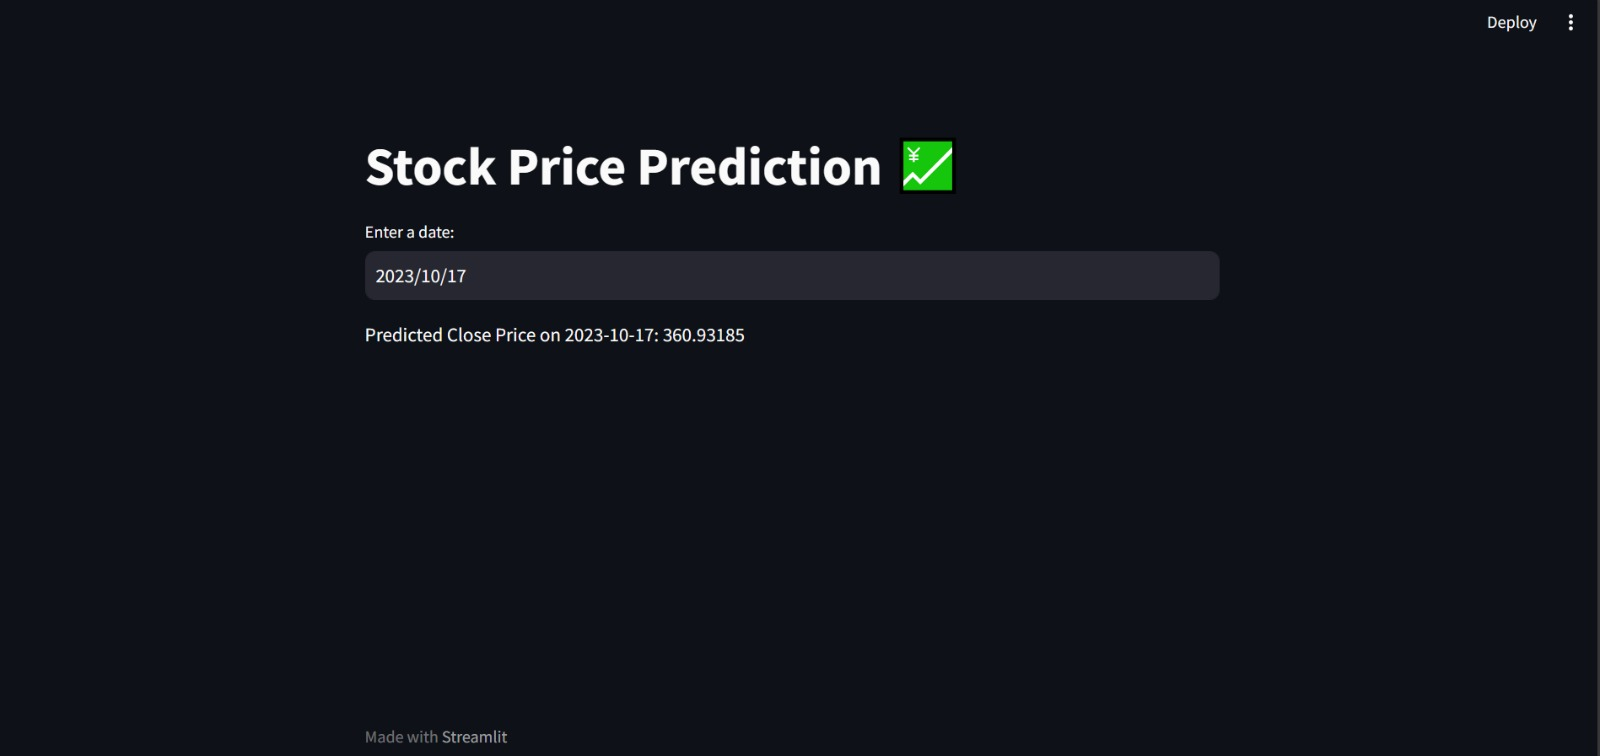 Deploy
Stock Price Prediction 💹
Enter a date:
2023/10/17
Predicted Close Price on 2023-10-17: 360.93185
Made with Streamlit